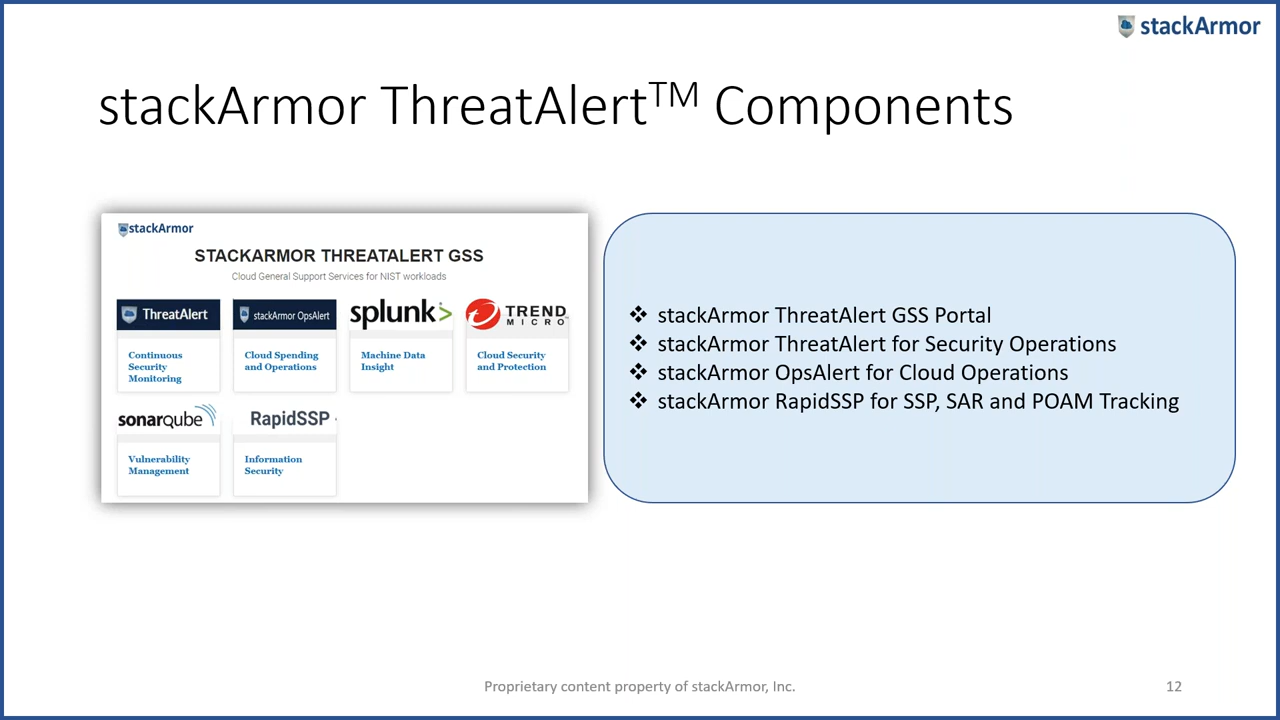 stackArmor
stackArmor ThreatAlert™ Components
stackArmor
STACKARMOR THREATALERT GSS
Cloud General Support Services for NIST workloads
ThreatAlert
Continuous
Security
Monitoring
stackArmor OpsAlert
Cloud Spending
and Operations
splunk>
Machine Data
Insight
TREND
MICRO
Cloud Security
and Protection
sonarqube
Vulnerability
Management
RapidSSP
Information
Security
❖ stackArmor ThreatAlert GSS Portal
❖ stackArmor ThreatAlert for Security Operations
❖ stackArmor OpsAlert for Cloud Operations
❖ stackArmor RapidSSP for SSP, SAR and POAM Tracking
Proprietary content property of stackArmor, Inc.
12